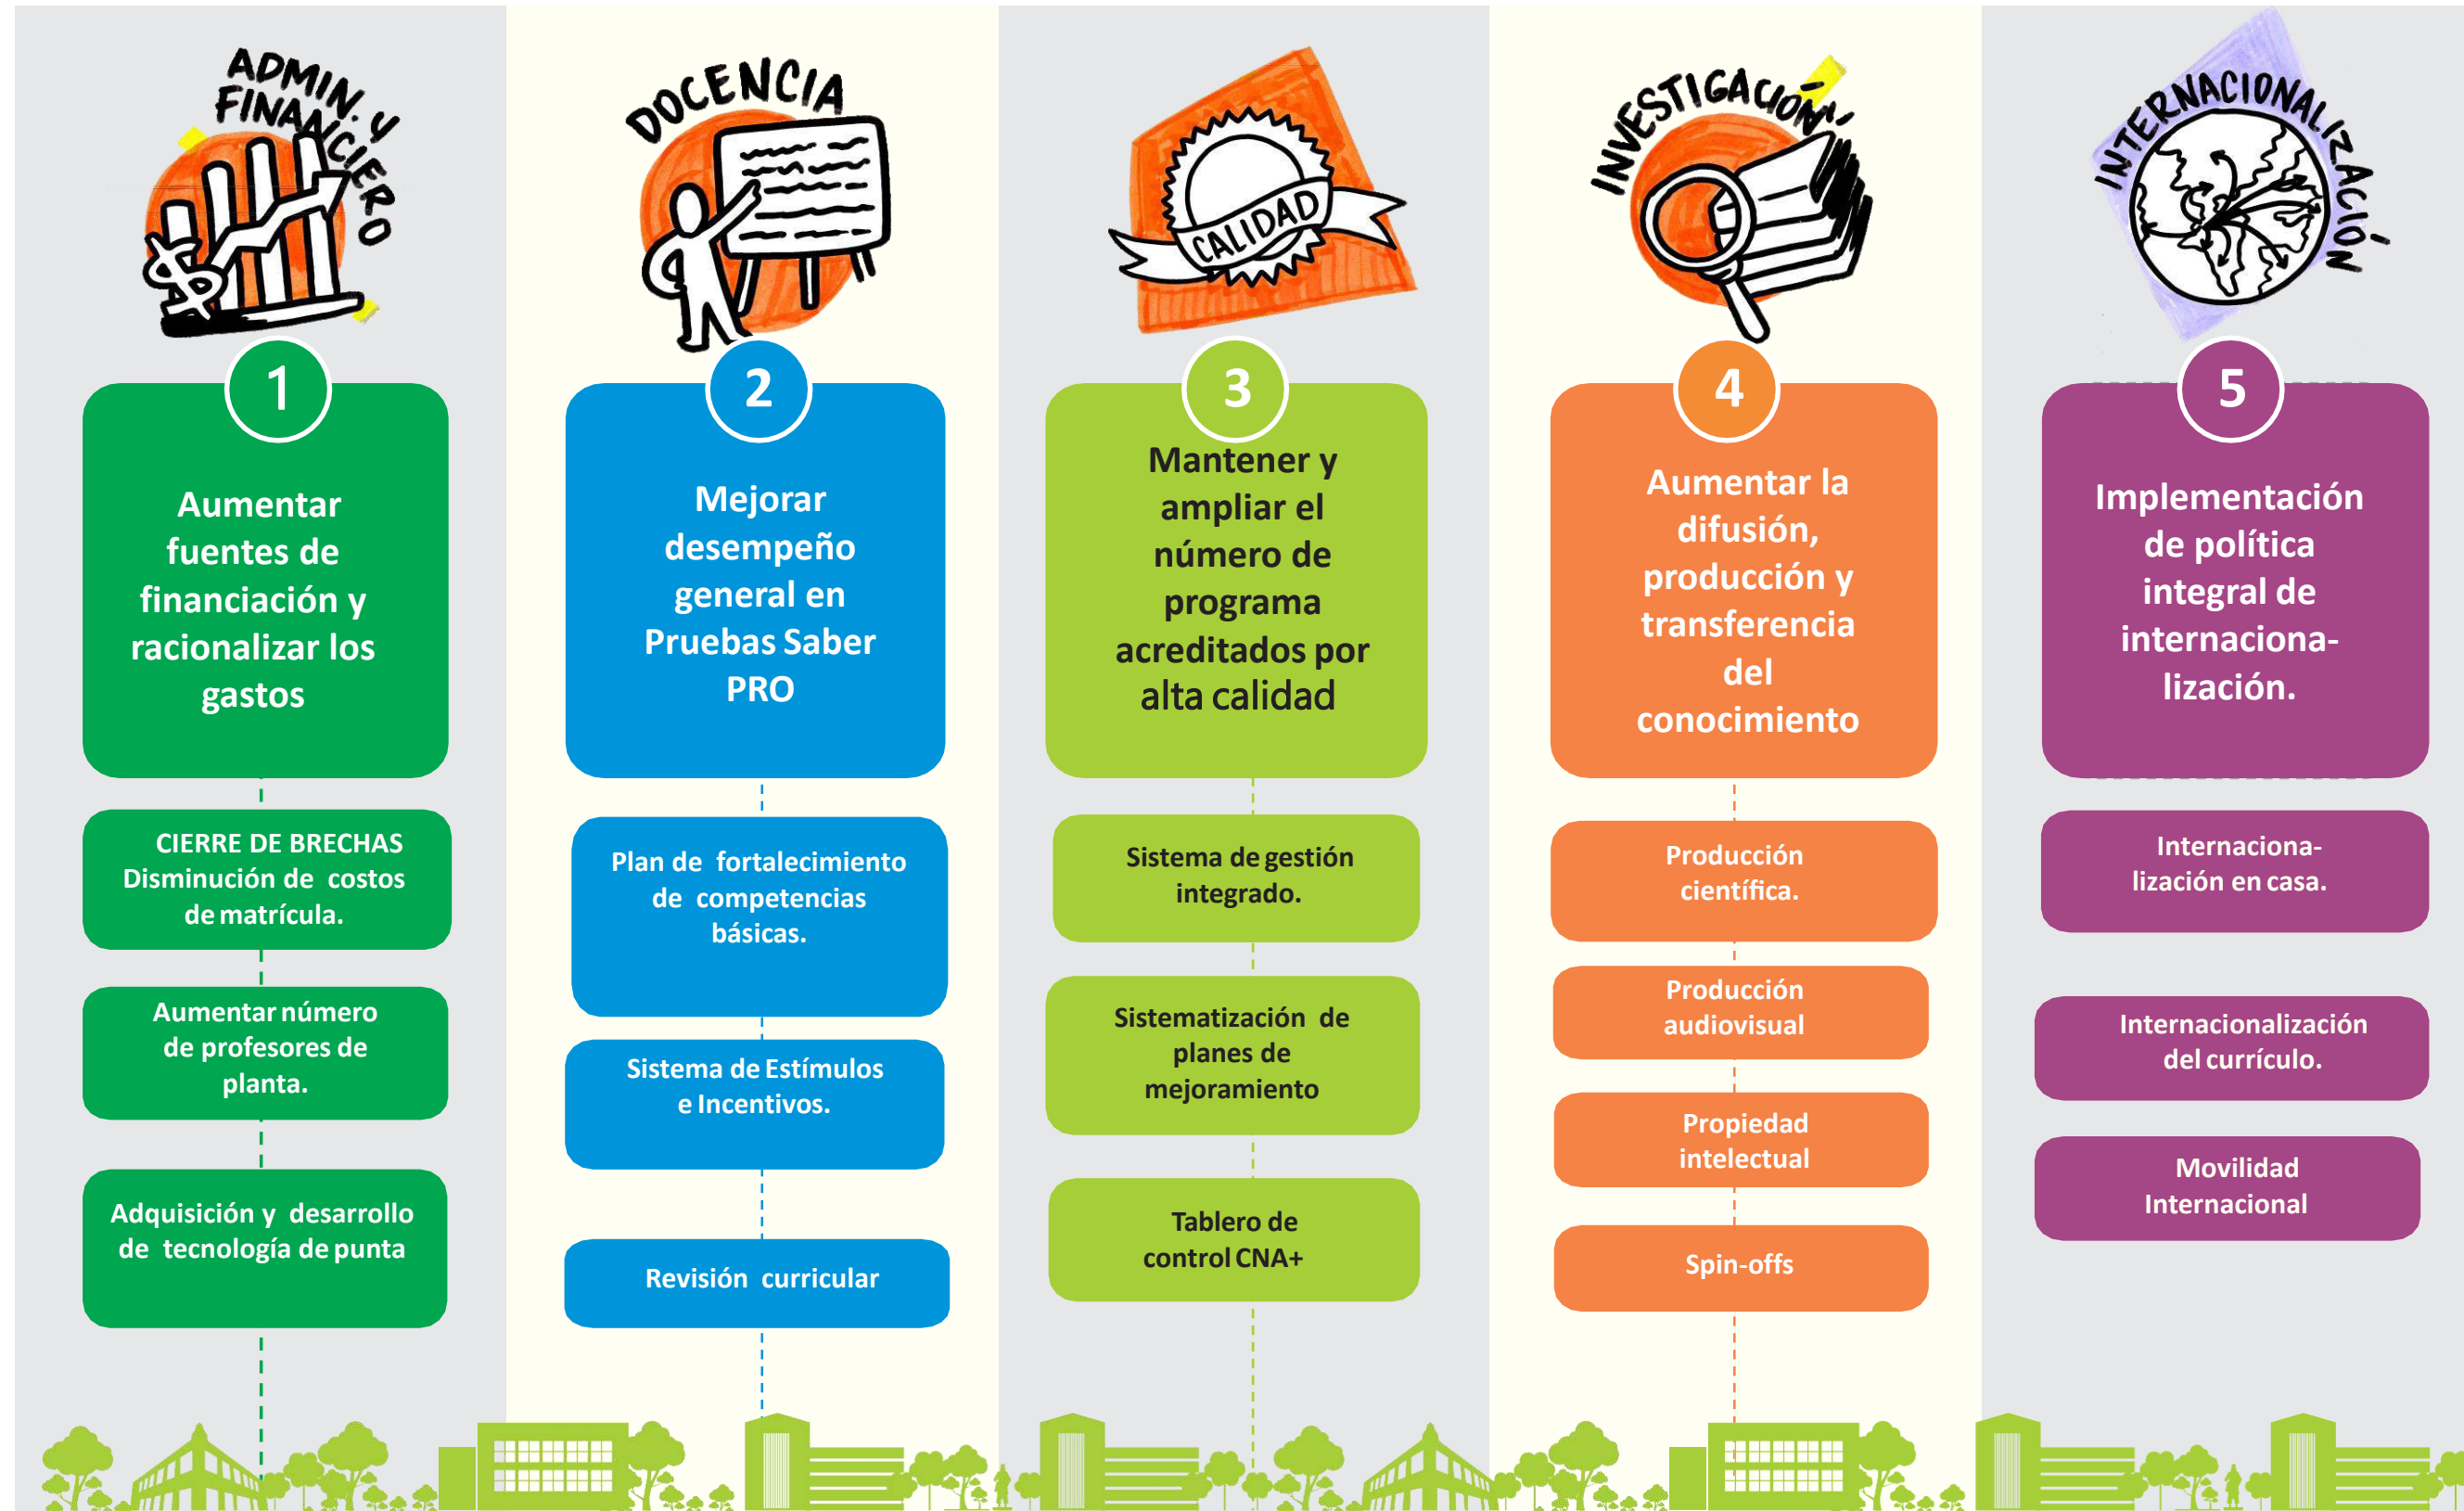 ADMIN. Y
FINANCIERO
1
Aumentar
fuentes de
financiación y
racionalizar los
gastos
CIERRE DE BRECHAS
Disminución de costos
de matrícula.
Aumentar número
de profesores de
planta.
Adquisición y desarrollo
de tecnología de punta
DOCENCIA
2
Mejorar
desempeño
general en
Pruebas Saber
PRO
Plan de fortalecimiento
de competencias
básicas.
Sistema de Estímulos
e Incentivos.
Revisión curricular
CALIDAD
3
Mantener y
ampliar el
número de
programa
acreditados por
alta calidad
Sistema de gestión
integrado.
Sistematización de
planes de
mejoramiento
Tablero de
control CNA+
INVESTIGACIÓN
4
Aumentar la
difusión,
producción y
transferencia
del
conocimiento
Producción
científica.
Producción
audiovisual
Propiedad
intelectual
Spin-offs
INTERNACIONALIZACIÓN
5
Implementación
de política
integral de
internaciona-
lización.
Internaciona-
lización en casa.
Internacionalización
del currículo.
Movilidad
Internacional